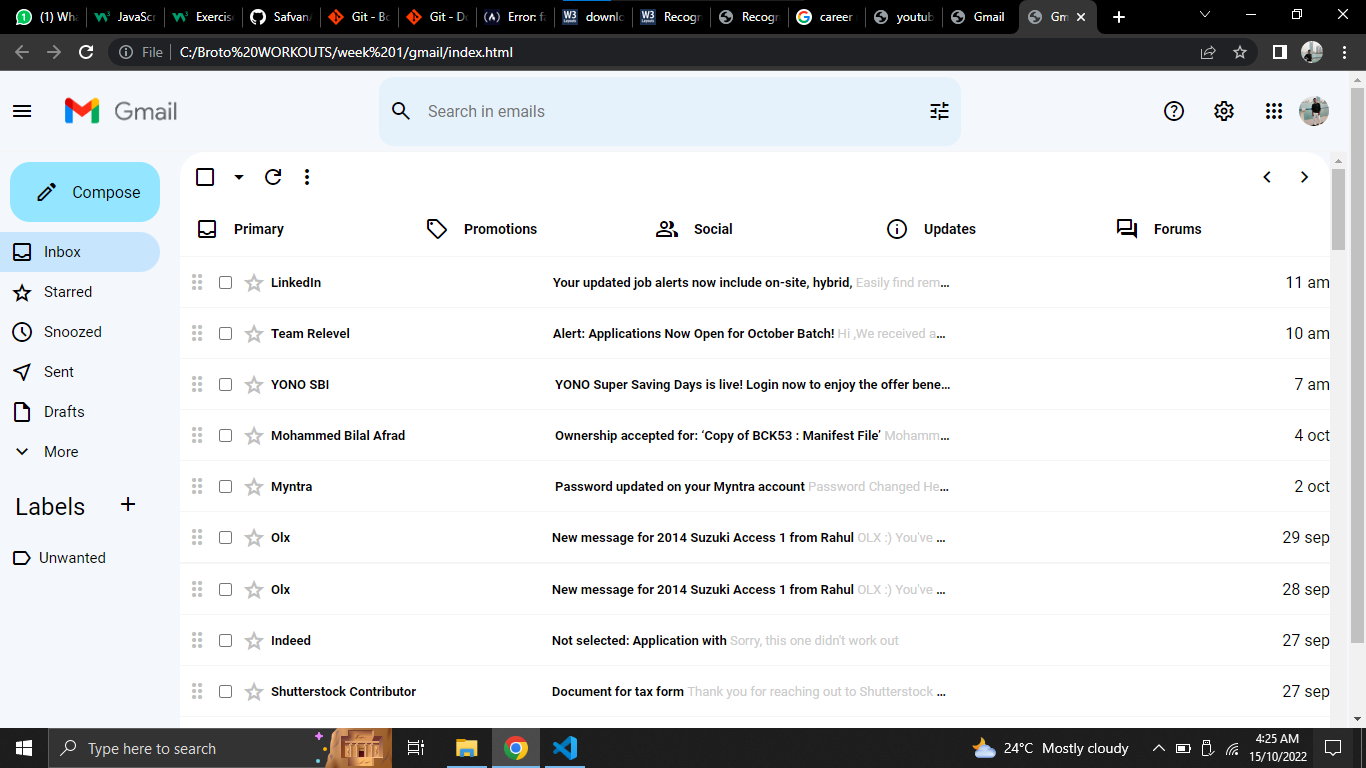 (1) Wha JavaScr Exercise Safvan Git - Bo Git - Do Error: fa downlo Recogn Recogn career youtub Gmail Gm
File C:/Broto%20WORKOUTS/week%201/gmail/index.html
Gmail Search in emails
Compose
Inbox
Starred
Snoozed
Sent
Drafts
More
Labels +
Unwanted
Primary Promotions Social Updates Forums
LinkedIn Your updated job alerts now include on-site, hybrid, Easily find rem... 11 am
Team Relevel Alert: Applications Now Open for October Batch! Hi ,We received a... 10 am
YONO SBI YONO Super Saving Days is live! Login now to enjoy the offer bene... 7 am
Mohammed Bilal Afrad Ownership accepted for: ‘Copy of BCK53 : Manifest File’ Mohamm... 4 oct
Myntra Password updated on your Myntra account Password Changed He... 2 oct
Olx New message for 2014 Suzuki Access 1 from Rahul OLX :) You've ... 29 sep
Olx New message for 2014 Suzuki Access 1 from Rahul OLX :) You've ... 28 sep
Indeed Not selected: Application with Sorry, this one didn't work out 27 sep
Shutterstock Contributor Document for tax form Thank you for reaching out to Shutterstock ... 27 sep
Type here to search 24°C Mostly cloudy 4:25 AM
15/10/2022